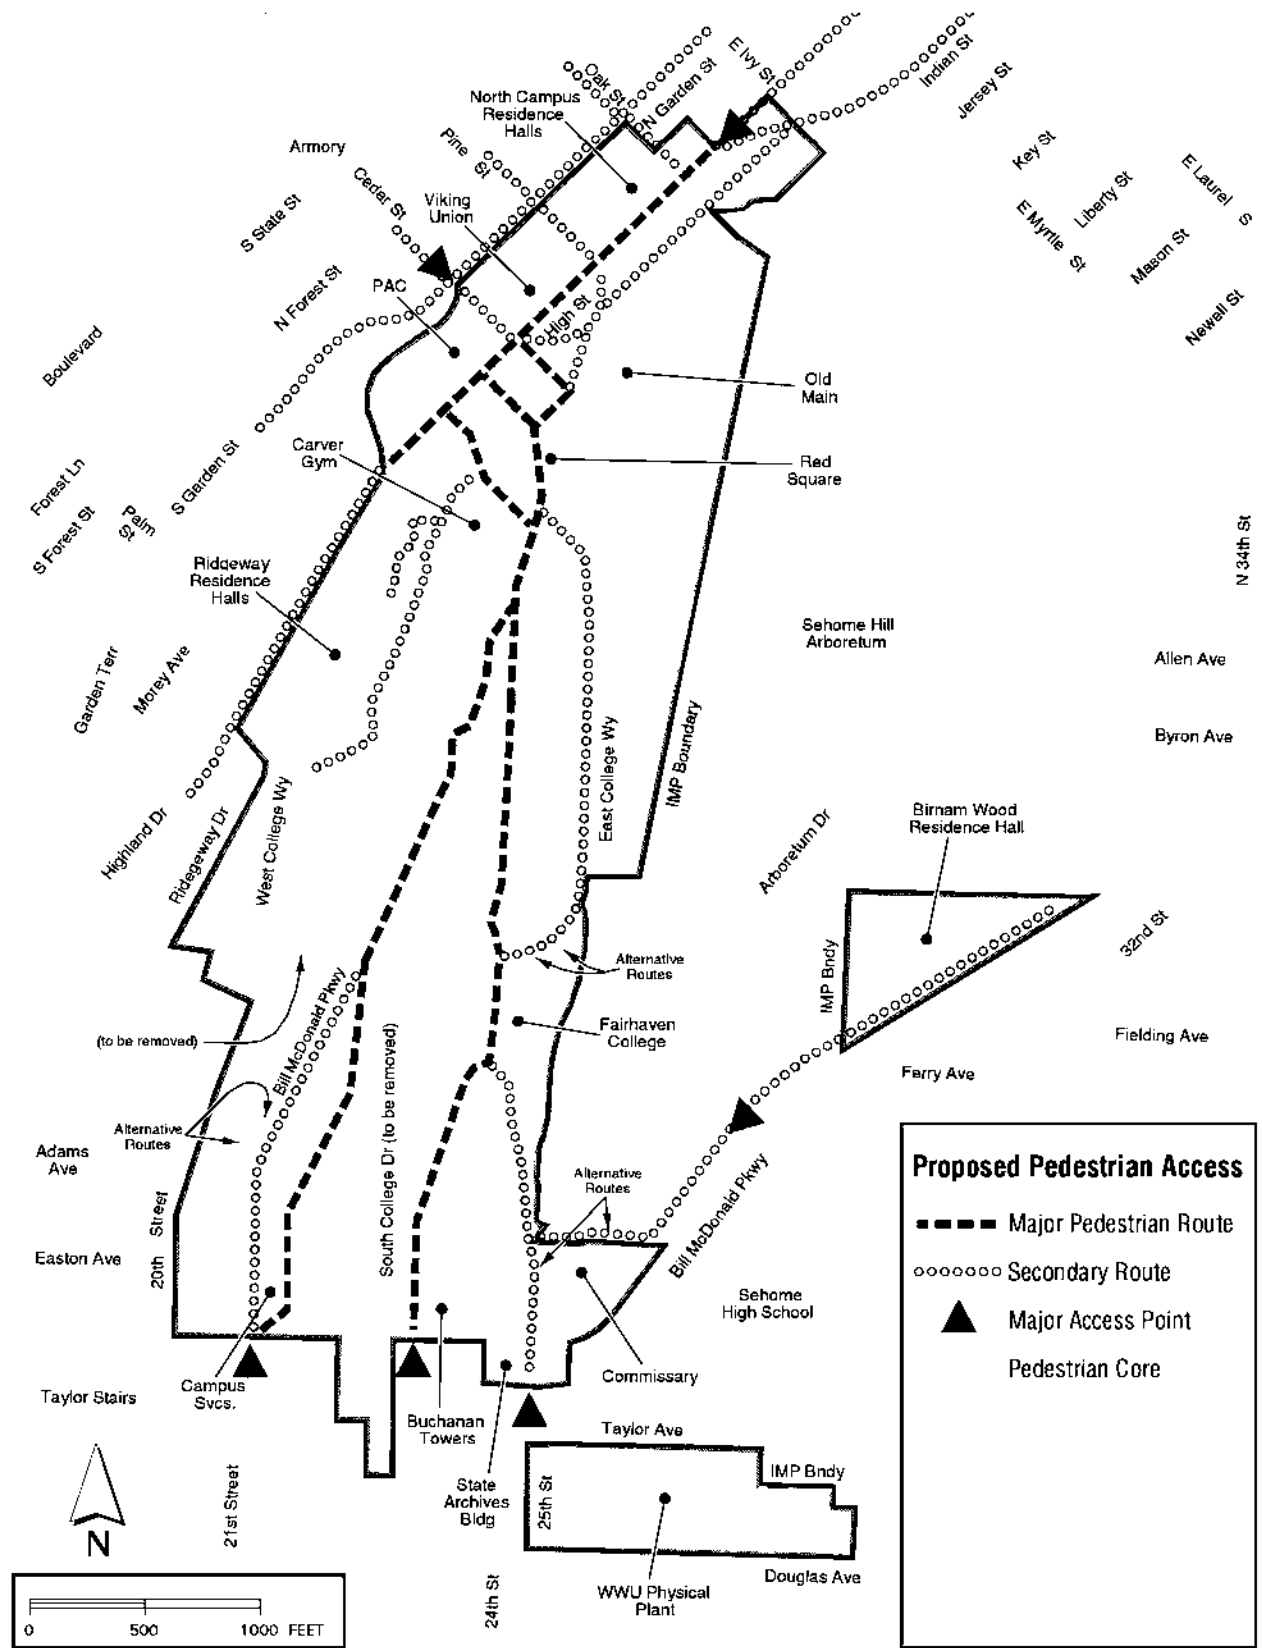 Oak St
N Garden St
E Ivy St
Indian St
Jersey St
North Campus
Residence
Halls
Key St
Armory
Pine St
E Laurel S
Cedar St
Viking
Union
Liberty St
E Myrtle St
S State St
Mason St
N Forest St
PAC
High St
Newell St
Boulevard
Old
Main
Carver
Gym
Red
Square
Forest Ln
S Garden St
Palm
St
S Forest St
N 34th St
Ridgeway
Residence
Halls
Sehome Hill
Arboretum
Allen Ave
Garden Terr
Morey Ave
Byron Ave
East College Wy
IMP Boundary
Highland Dr
Ridgeway Dr
West College Wy
Arboretum Dr
Birnam Wood
Residence Hall
32nd St
Alternative
Routes
IMP Bndy
Bill McDonald Pkwy
(to be removed)
Fairhaven
College
Fielding Ave
Ferry Ave
South College Dr (to be removed)
Alternative
Routes
Adams
Ave
Alternative
Routes
Bill McDonald Pkwy
20th Street
Easton Ave
Sehome
High School
Taylor Stairs
Campus
Svcs.
Commissary
Buchanan
Towers
Taylor Ave
State
Archives
Bldg
IMP Bndy
21st Street
25th St
N
WWU Physical
Plant
Douglas Ave
24th St
0 500 1000 FEET
Proposed Pedestrian Access
Major Pedestrian Route
Secondary Route
Major Access Point
Pedestrian Core